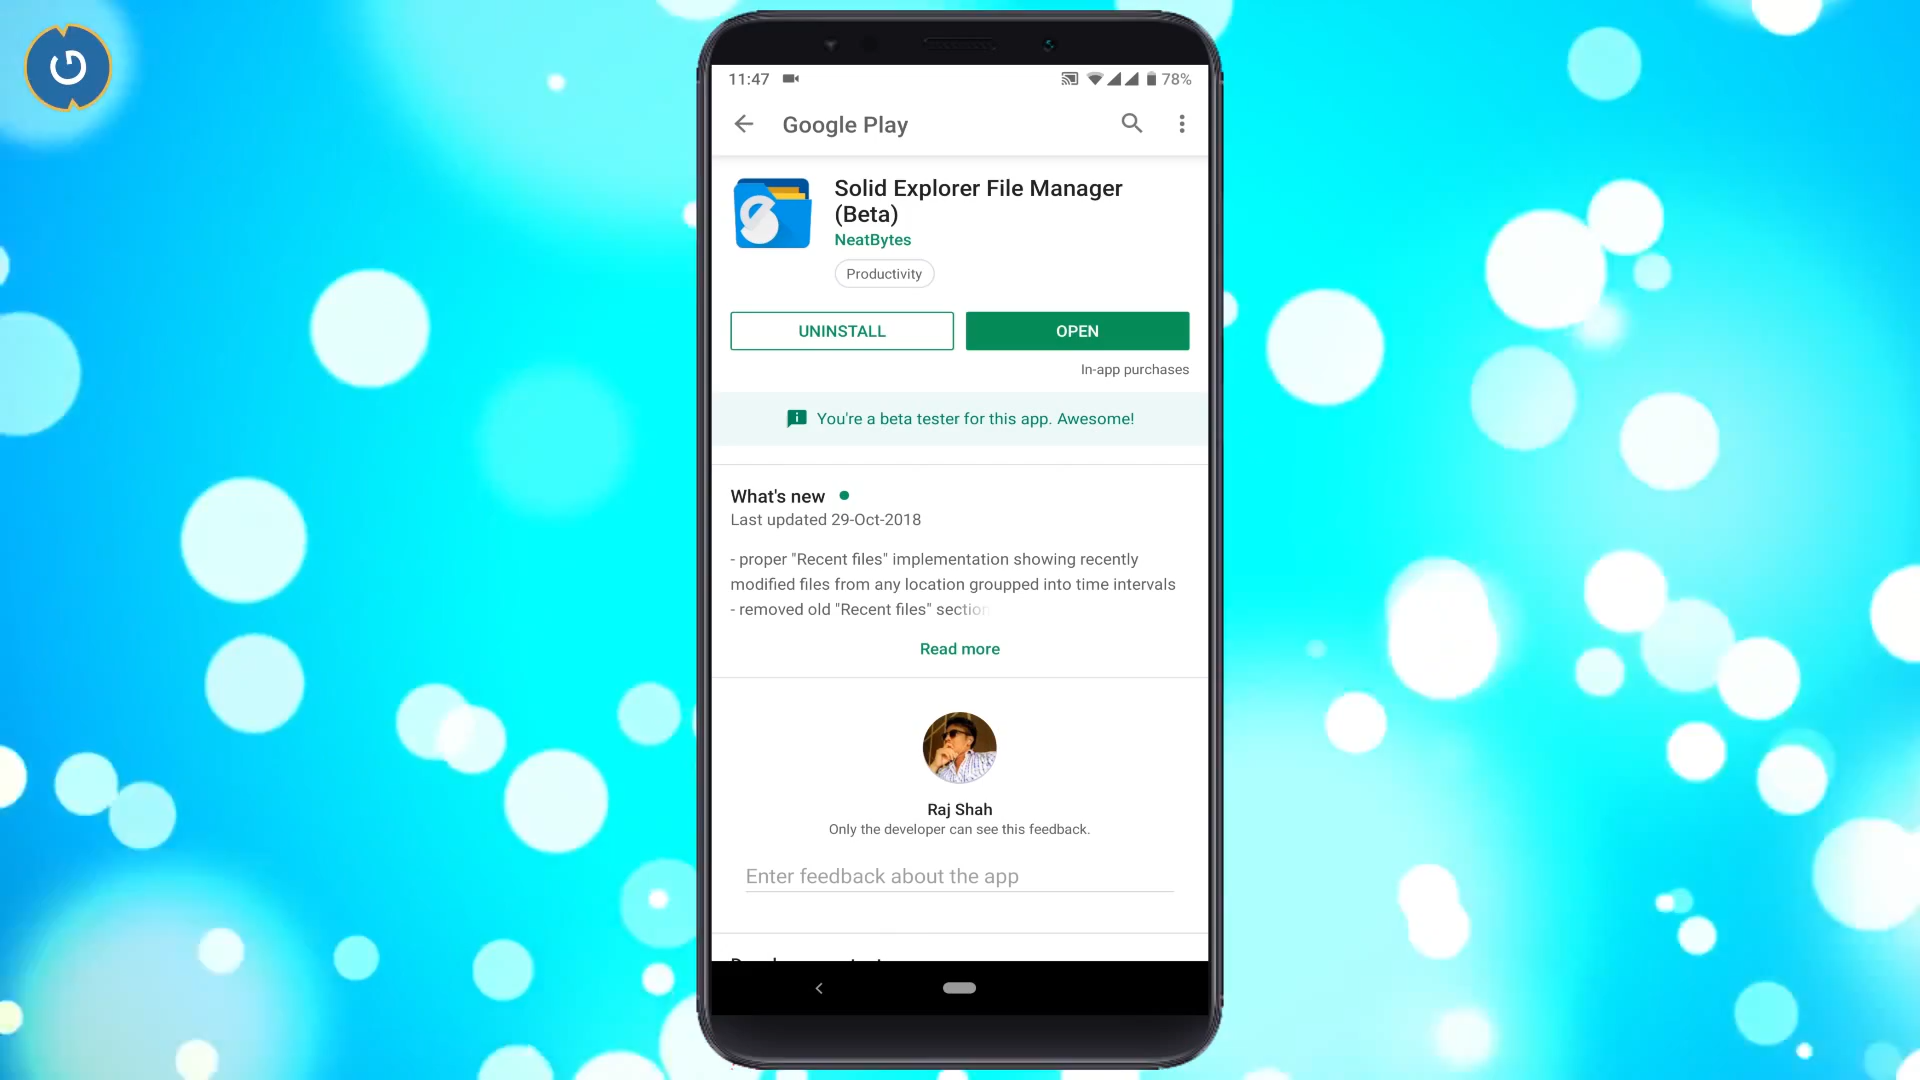 11:47
78%
Google Play
Solid Explorer File Manager
(Beta)
NeatBytes
Productivity
UNINSTALL
OPEN
In-app purchases
You're a beta tester for this app. Awesome!
What's new
Last updated 29-Oct-2018
- proper "Recent files" implementation showing recently
modified files from any location groupped into time intervals
- removed old "Recent files" section
Read more
Raj Shah
Only the developer can see this feedback.
Enter feedback about the app